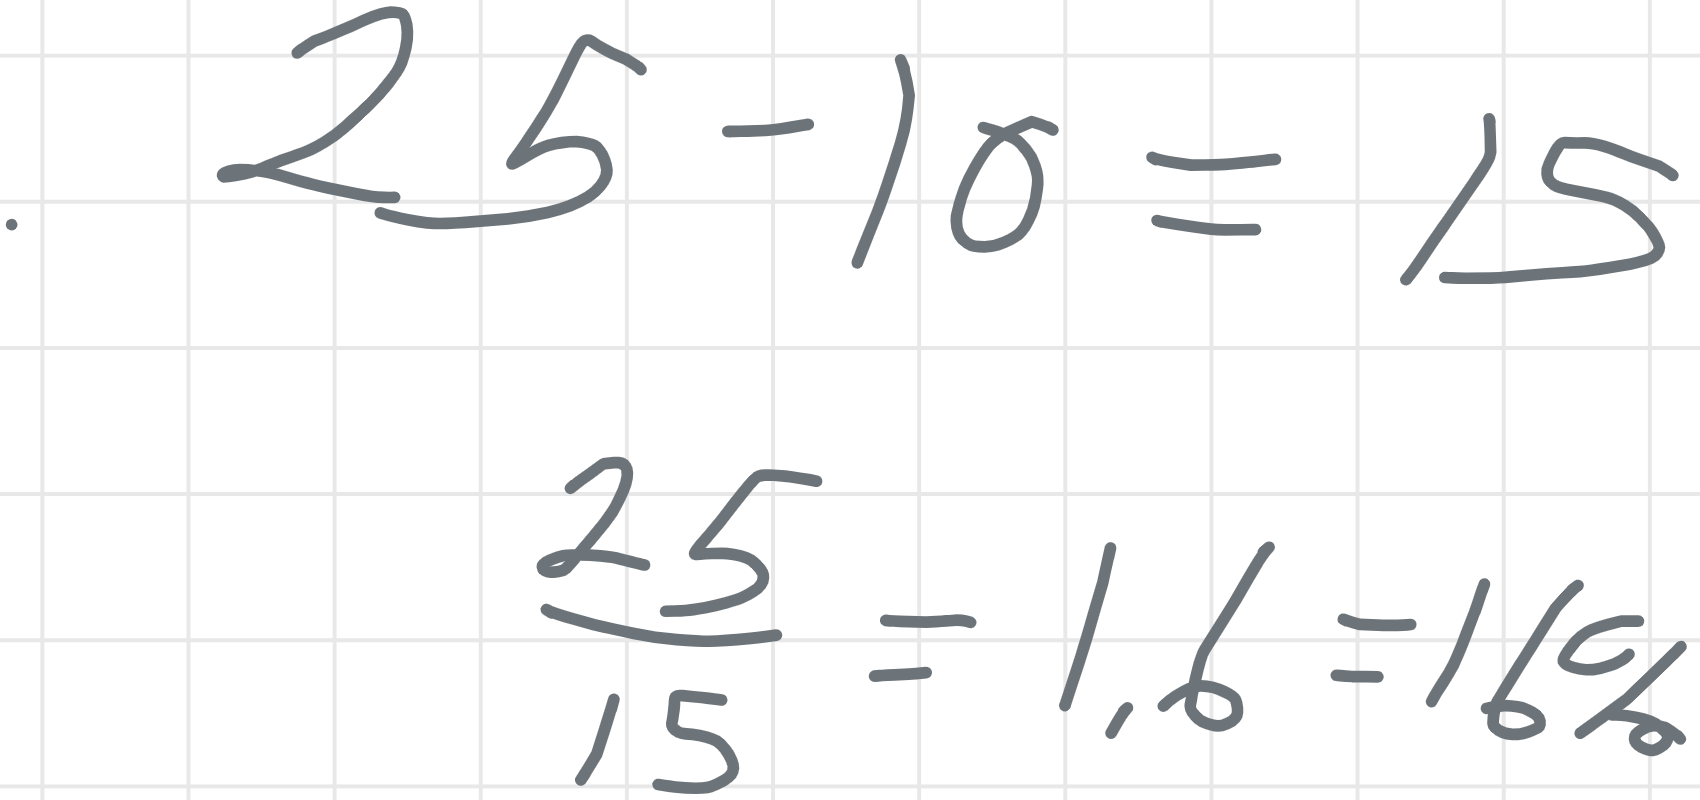 25 - 10 = 15
25/15 = 1,6 = 16%